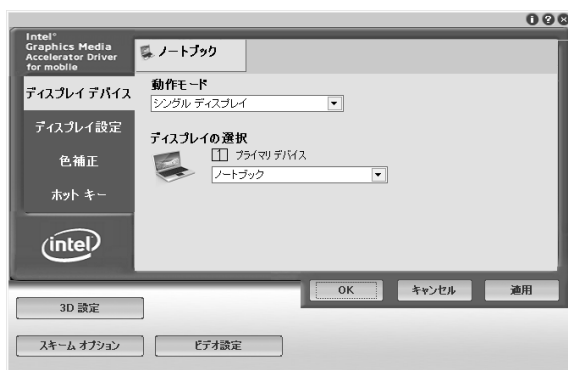 Intel®
Graphics Media
Accelerator Driver
for mobile
ノートブック
ディスプレイ デバイス
ディスプレイ設定
色補正
ホット キー
intel
動作モード
シングル ディスプレイ
ディスプレイの選択
1 プライマリ デバイス
ノートブック
OK
キャンセル
適用
3D 設定
スキーム オプション
ビデオ設定